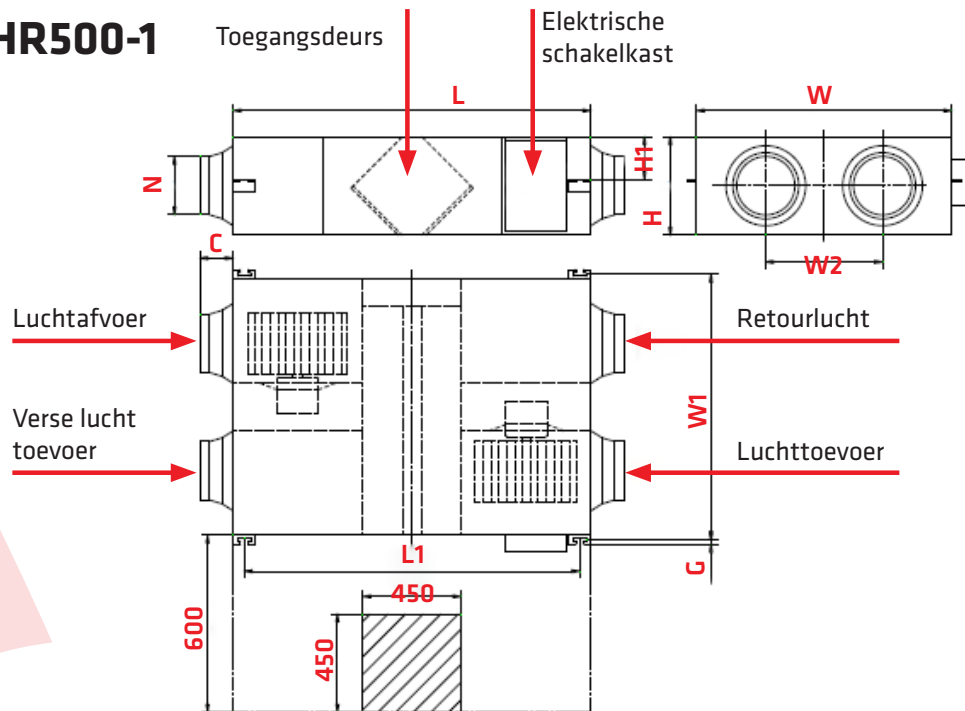 HR500-1
Toegangsdeurs
Elektrische
schakelkast
L
W
N
H1
H
C
W2
Luchtafvoer
Retourlucht
Verse lucht
toevoer
W1
Luchttoevoer
L1
G
450
600
450